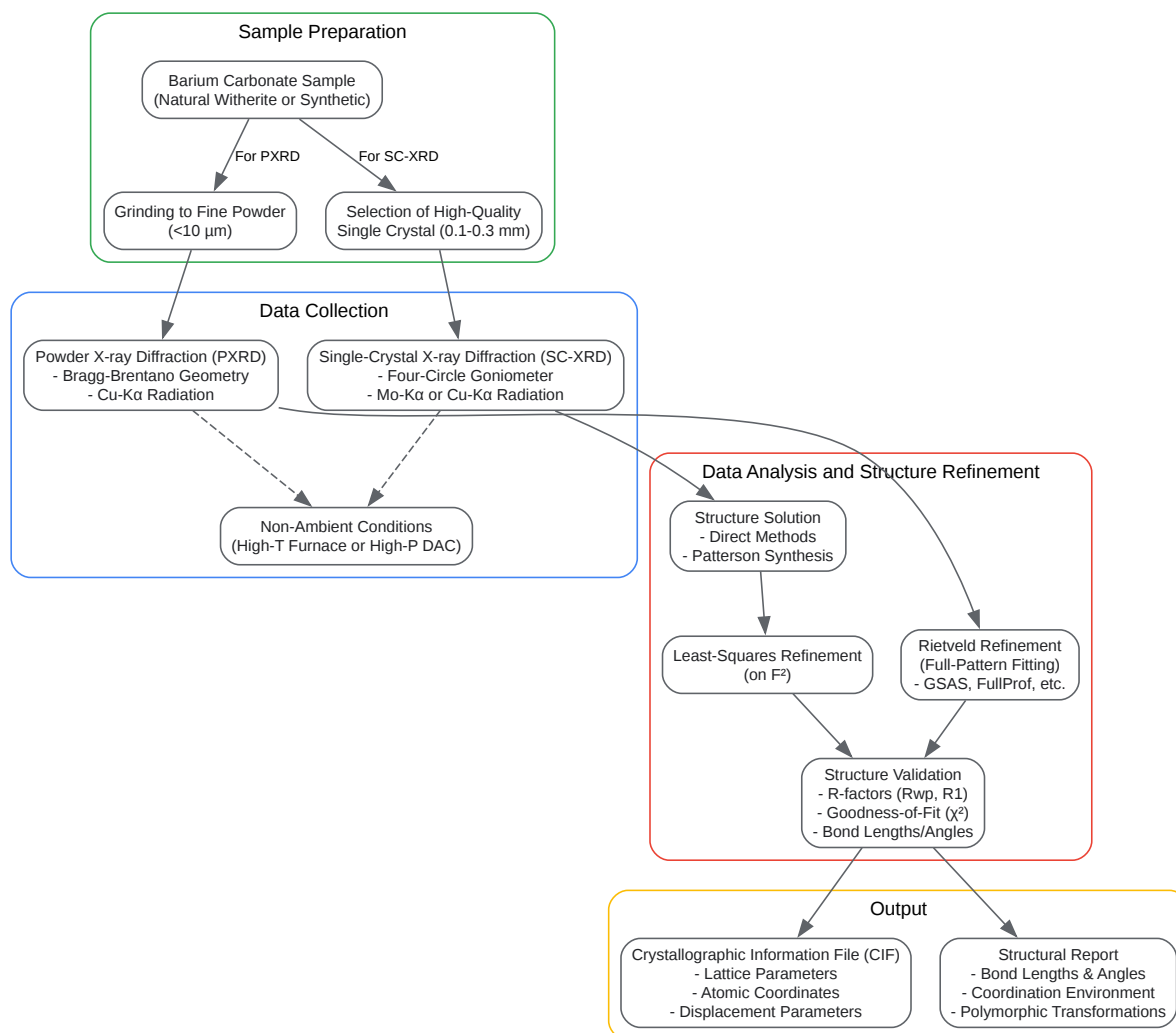 Sample Preparation
Barium Carbonate Sample
(Natural Witherite or Synthetic)
For PXRD
For SC-XRD
Grinding to Fine Powder
(<10 µm)
Selection of High-Quality
Single Crystal (0.1-0.3 mm)
Data Collection
Powder X-ray Diffraction (PXRD)
- Bragg-Brentano Geometry
- Cu-Kα Radiation
Single-Crystal X-ray Diffraction (SC-XRD)
- Four-Circle Goniometer
- Mo-Kα or Cu-Kα Radiation
Non-Ambient Conditions
(High-T Furnace or High-P DAC)
Data Analysis and Structure Refinement
Structure Solution
- Direct Methods
- Patterson Synthesis
Least-Squares Refinement
(on F²)
Rietveld Refinement
(Full-Pattern Fitting)
- GSAS, FullProf, etc.
Structure Validation
- R-factors (Rwp, R1)
- Goodness-of-Fit (χ²)
- Bond Lengths/Angles
Output
Crystallographic Information File (CIF)
- Lattice Parameters
- Atomic Coordinates
- Displacement Parameters
Structural Report
- Bond Lengths & Angles
- Coordination Environment
- Polymorphic Transformations